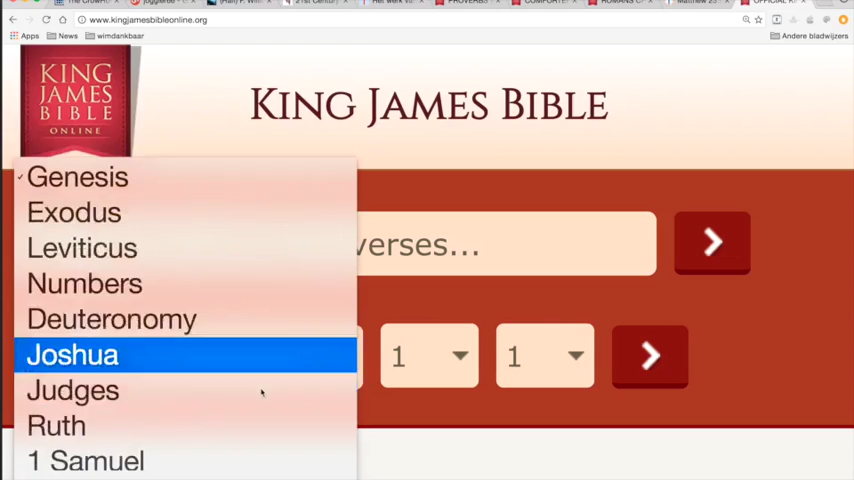 www.kingjamesbibleonline.org
Apps
News
wimdankbaar
Andere bladwijzers
KING
JAMES
BIBLE
ONLINE
KING JAMES BIBLE
Genesis
Exodus
Leviticus
Numbers
Deuteronomy
Joshua
Judges
Ruth
1 Samuel
verses...
1
1